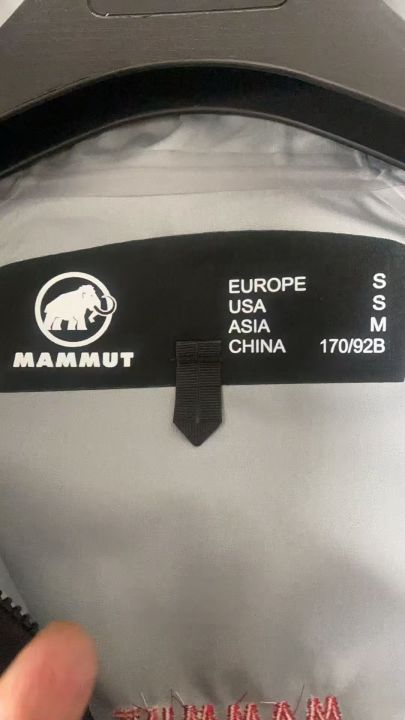 MAMMUT
EUROPE S
USA S
ASIA M
CHINA 170/92B